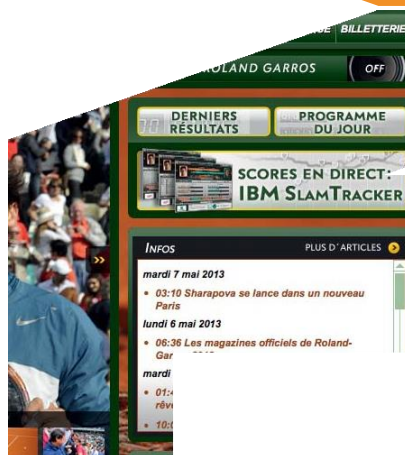 BILLETTERIE
ROLAND GARROS
OFF
DERNIERS
RÉSULTATS
PROGRAMME
DU JOUR
SCORES EN DIRECT:
IBM SLAMTRACKER
INFOS PLUS D'ARTICLES
mardi 7 mai 2013
03:10 Sharapova se lance dans un nouveau
Paris
lundi 6 mai 2013
06:36 Les magazines officiels de Roland-
mardi